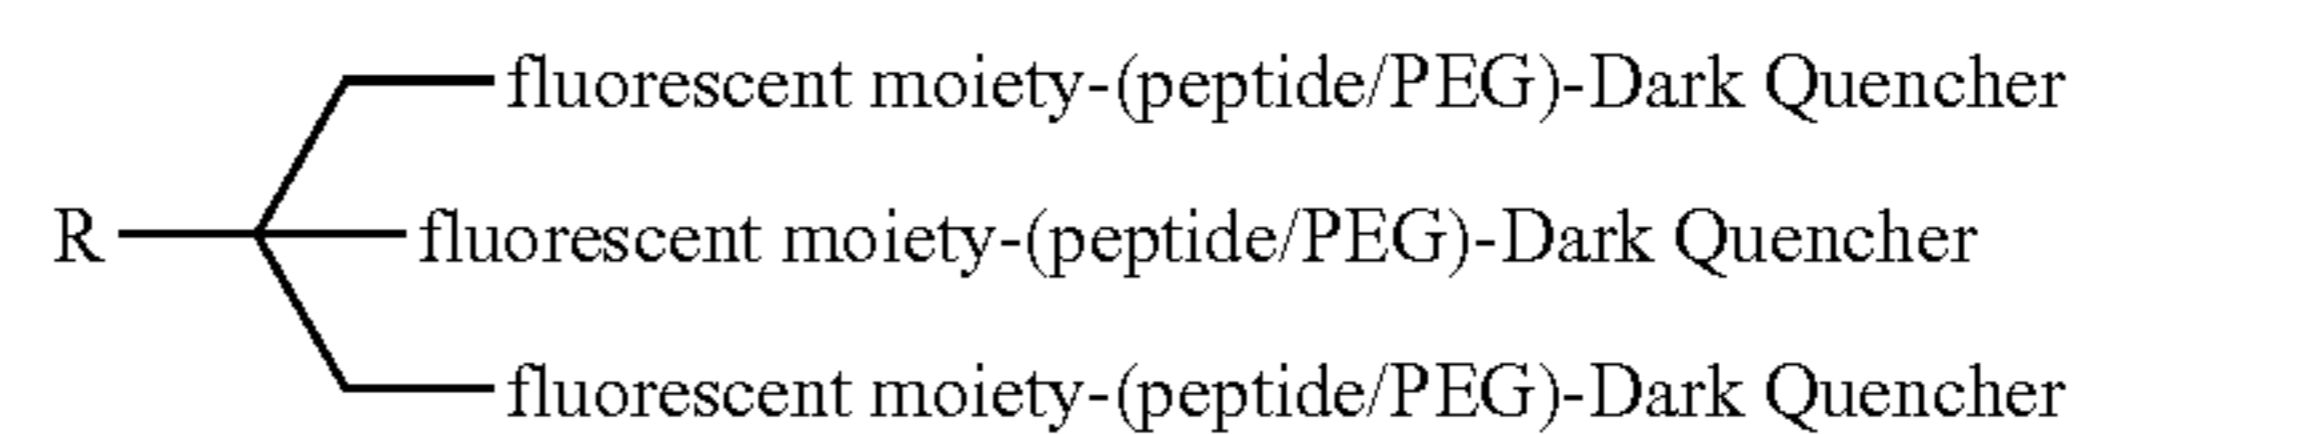 fluorescent moiety-(peptide/PEG)-Dark Quencher
R fluorescent moiety-(peptide/PEG)-Dark Quencher
fluorescent moiety-(peptide/PEG)-Dark Quencher